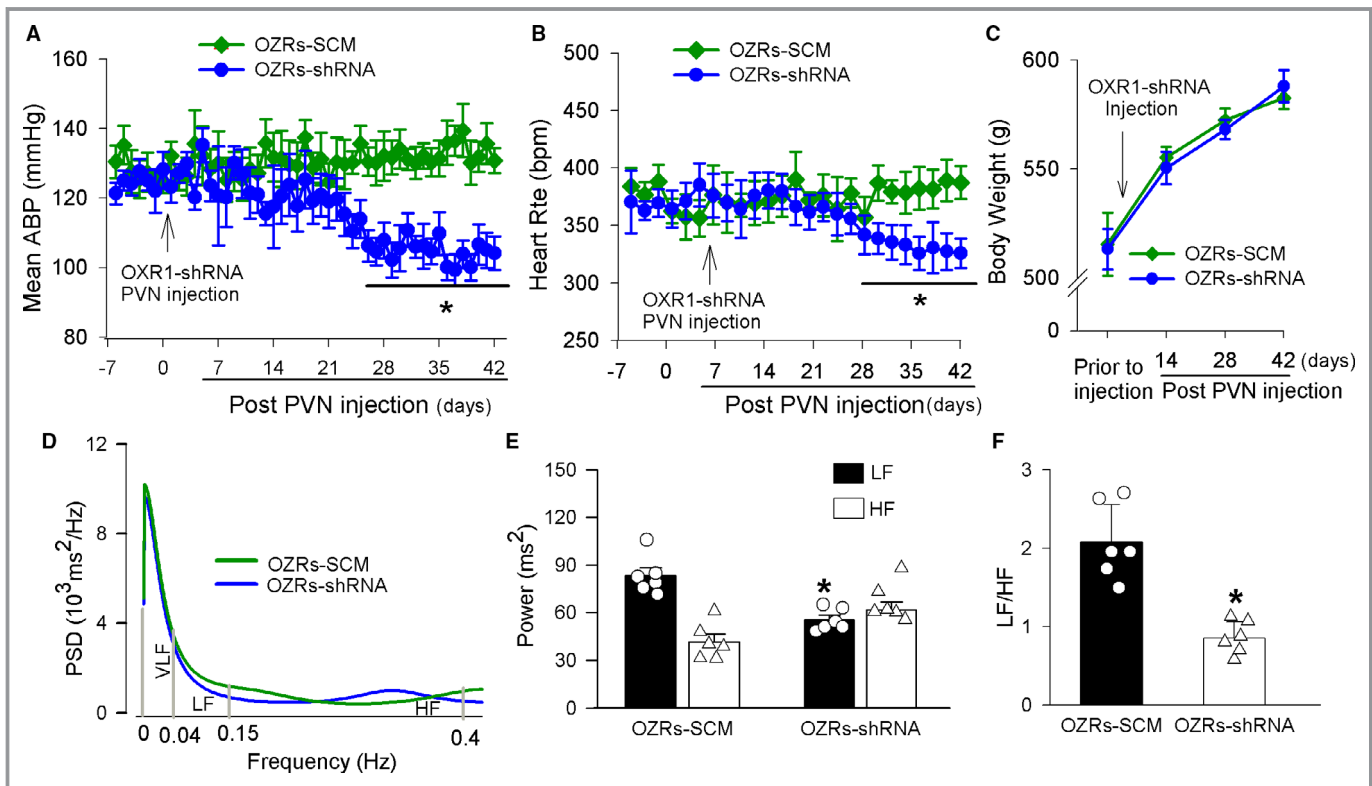 A
OZRs-SCM
OZRs-shRNA
Mean ABP (mmHg)
160
140
120
100
80
OXR1-shRNA
PVN injection
*
-7 0 7 14 21 28 35 42
Post PVN injection (days)
B
OZRs-SCM
OZRs-shRNA
Heart Rte (bpm)
500
450
400
350
300
250
OXR1-shRNA
PVN injection
*
-7 0 7 14 21 28 35 42
Post PVN injection (days)
C
Body Weight (g)
600
550
500
0
OXR1-shRNA
Injection
OZRs-SCM
OZRs-shRNA
Prior to
injection
14 28 42 (days)
Post PVN injection
D
PSD (10³ms²/Hz)
12
8
4
0
OZRs-SCM
OZRs-shRNA
VLF
LF
HF
0 0.04 0.15 0.4
Frequency (Hz)
E
Power (ms²)
150
120
90
60
30
0
LF
HF
*
OZRs-SCM OZRs-shRNA
F
LF/HF
3
2
1
0
*
OZRs-SCM OZRs-shRNA